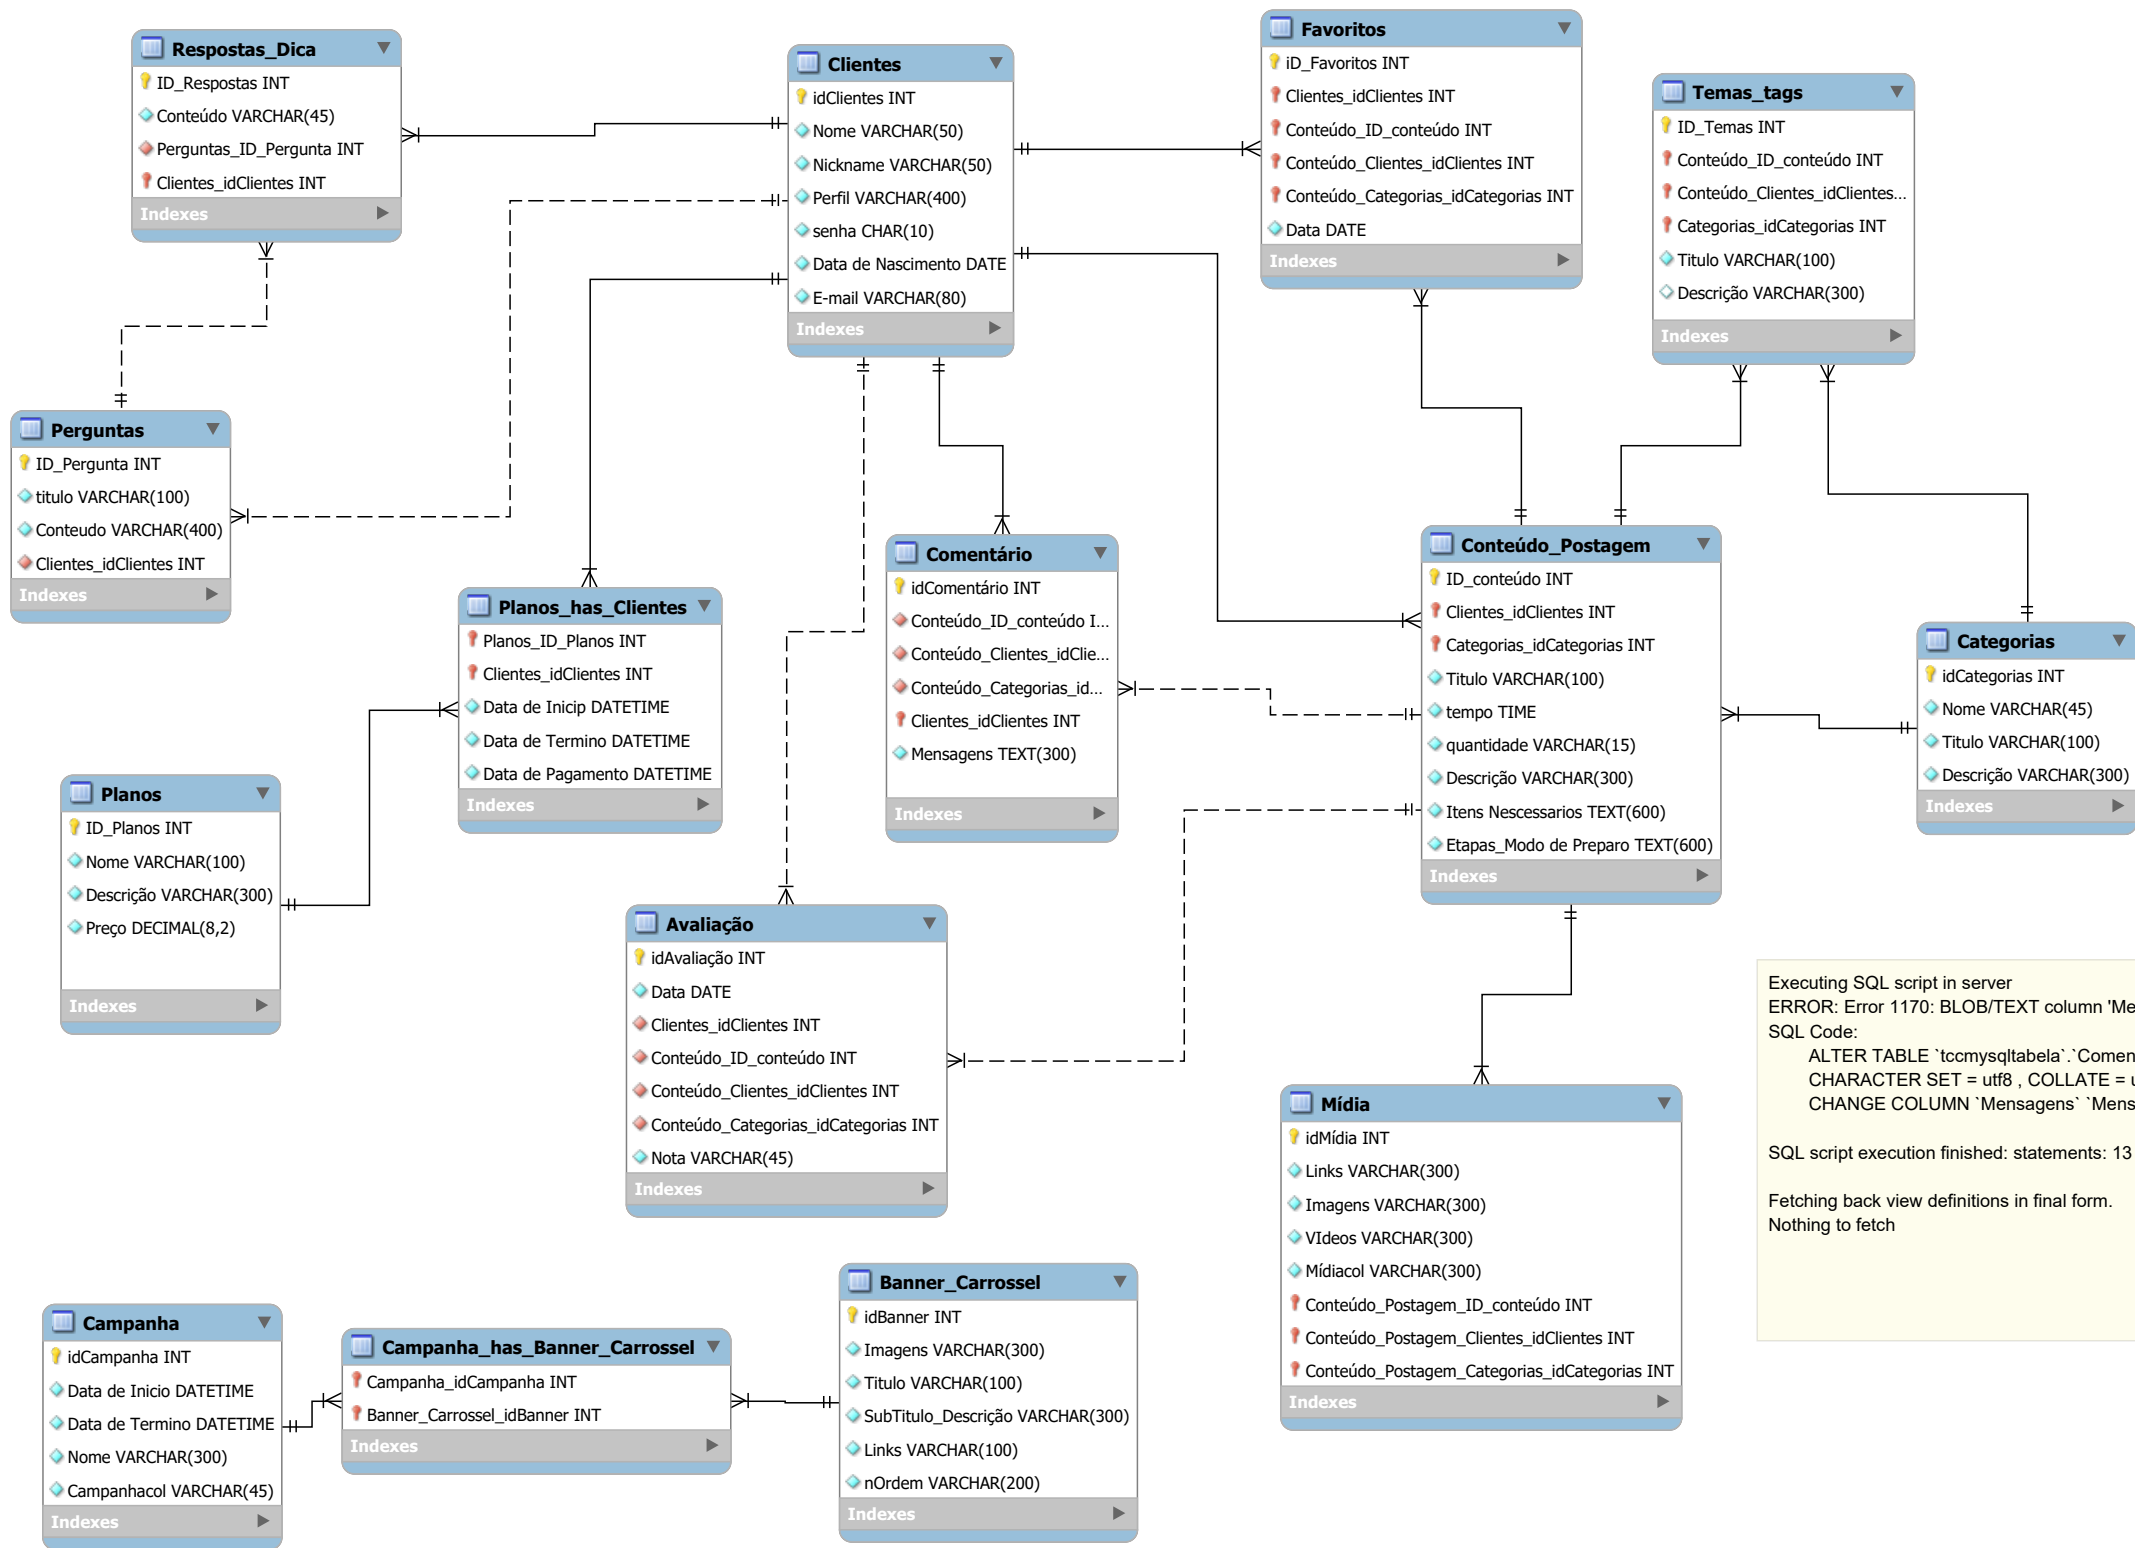 Respostas_Dica
ID_Respostas INT
Conteúdo VARCHAR(45)
Perguntas_ID_Pergunta INT
Clientes_idClientes INT
Indexes
Clientes
idClientes INT
Nome VARCHAR(50)
Nickname VARCHAR(50)
Perfil VARCHAR(400)
senha CHAR(10)
Data de Nascimento DATE
E-mail VARCHAR(80)
Indexes
Favoritos
iD_Favoritos INT
Clientes_idClientes INT
Conteúdo_ID_conteúdo INT
Conteúdo_Clientes_idClientes INT
Conteúdo_Categorias_idCategorias INT
Data DATE
Indexes
Temas_tags
ID_Temas INT
Conteúdo_ID_conteúdo INT
Conteúdo_Clientes_idClientes...
Categorias_idCategorias INT
Titulo VARCHAR(100)
Descrição VARCHAR(300)
Indexes
Perguntas
ID_Pergunta INT
titulo VARCHAR(100)
Conteudo VARCHAR(400)
Clientes_idClientes INT
Indexes
Planos_has_Clientes
Planos_ID_Planos INT
Clientes_idClientes INT
Data de Inicip DATETIME
Data de Termino DATETIME
Data de Pagamento DATETIME
Indexes
Comentário
idComentário INT
Conteúdo_ID_conteúdo I...
Conteúdo_Clientes_idClie...
Conteúdo_Categorias_id...
Clientes_idClientes INT
Mensagens TEXT(300)
Indexes
Conteúdo_Postagem
ID_conteúdo INT
Clientes_idClientes INT
Categorias_idCategorias INT
Titulo VARCHAR(100)
tempo TIME
quantidade VARCHAR(15)
Descrição VARCHAR(300)
Itens Nescessarios TEXT(600)
Etapas_Modo de Preparo TEXT(600)
Indexes
Categorias
idCategorias INT
Nome VARCHAR(45)
Titulo VARCHAR(100)
Descrição VARCHAR(300)
Indexes
Planos
ID_Planos INT
Nome VARCHAR(100)
Descrição VARCHAR(300)
Preço DECIMAL(8,2)
Indexes
Avaliação
idAvaliação INT
Data DATE
Clientes_idClientes INT
Conteúdo_ID_conteúdo INT
Conteúdo_Clientes_idClientes INT
Conteúdo_Categorias_idCategorias INT
Nota VARCHAR(45)
Indexes
Executing SQL script in server
ERROR: Error 1170: BLOB/TEXT column 'Me
SQL Code:
ALTER TABLE `tccmysqltabela`.`Comen
CHARACTER SET = utf8 , COLLATE = u
CHANGE COLUMN `Mensagens` `Mens
SQL script execution finished: statements: 13
Fetching back view definitions in final form.
Nothing to fetch
Mídia
idMídia INT
Links VARCHAR(300)
Imagens VARCHAR(300)
VIdeos VARCHAR(300)
Mídiacol VARCHAR(300)
Conteúdo_Postagem_ID_conteúdo INT
Conteúdo_Postagem_Clientes_idClientes INT
Conteúdo_Postagem_Categorias_idCategorias INT
Indexes
Campanha
idCampanha INT
Data de Inicio DATETIME
Data de Termino DATETIME
Nome VARCHAR(300)
Campanhacol VARCHAR(45)
Indexes
Campanha_has_Banner_Carrossel
Campanha_idCampanha INT
Banner_Carrossel_idBanner INT
Indexes
Banner_Carrossel
idBanner INT
Imagens VARCHAR(300)
Titulo VARCHAR(100)
SubTitulo_Descrição VARCHAR(300)
Links VARCHAR(100)
nOrdem VARCHAR(200)
Indexes